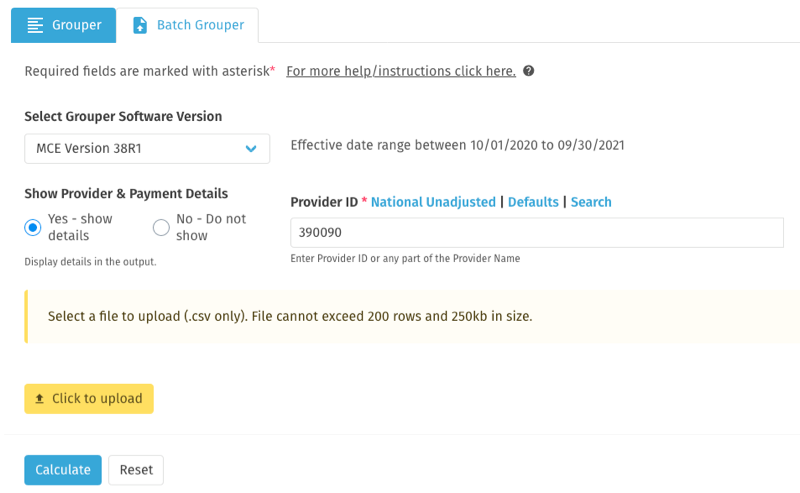 Grouper
Batch Grouper
Required fields are marked with asterisk* For more help/instructions click here. ?
Select Grouper Software Version
MCE Version 38R1
Effective date range between 10/01/2020 to 09/30/2021
Show Provider & Payment Details
Yes - show
details
No - Do not
show
Display details in the output.
Provider ID * National Unadjusted | Defaults | Search
390090
Enter Provider ID or any part of the Provider Name
Select a file to upload (.csv only). File cannot exceed 200 rows and 250kb in size.
Click to upload
Calculate
Reset